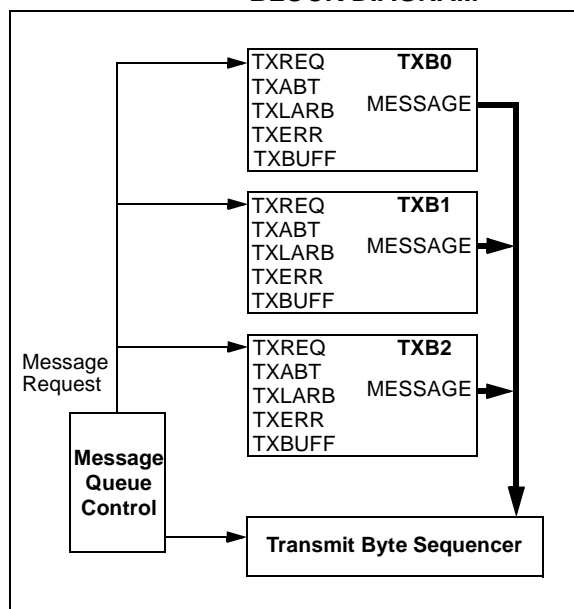 TXREQ TXB0
TXABT
TXLARB MESSAGE
TXERR
TXBUFF
TXREQ TXB1
TXABT
TXLARB MESSAGE
TXERR
TXBUFF
TXREQ TXB2
TXABT
TXLARB MESSAGE
TXERR
TXBUFF
Message
Request
Message
Queue
Control
Transmit Byte Sequencer